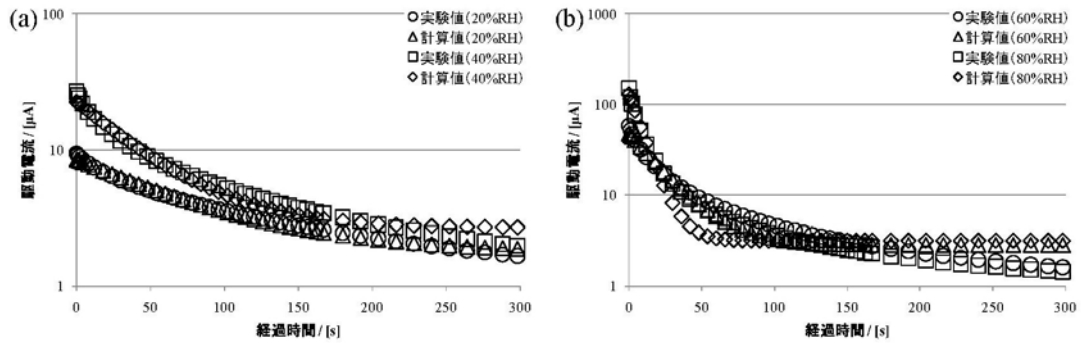 (a)
100
10
1
駆動電流 / [μA]
0 50 100 150 200 250 300
経過時間 / [s]
実験値(20%RH)
計算値(20%RH)
実験値(40%RH)
計算値(40%RH)
(b)
1000
100
10
1
駆動電流 / [μA]
0 50 100 150 200 250 300
経過時間 / [s]
実験値(60%RH)
計算値(60%RH)
実験値(80%RH)
計算値(80%RH)